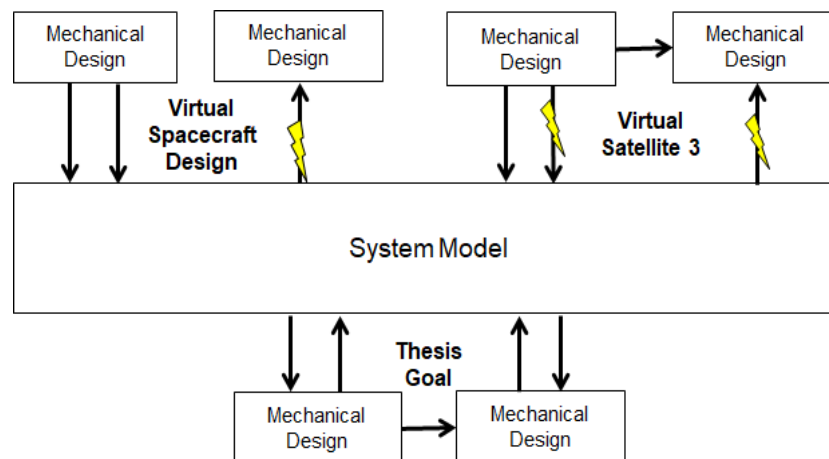 Mechanical
Design
Mechanical
Design
Mechanical
Design
Mechanical
Design
Virtual
Spacecraft
Design
Virtual
Satellite 3
System Model
Thesis
Goal
Mechanical
Design
Mechanical
Design